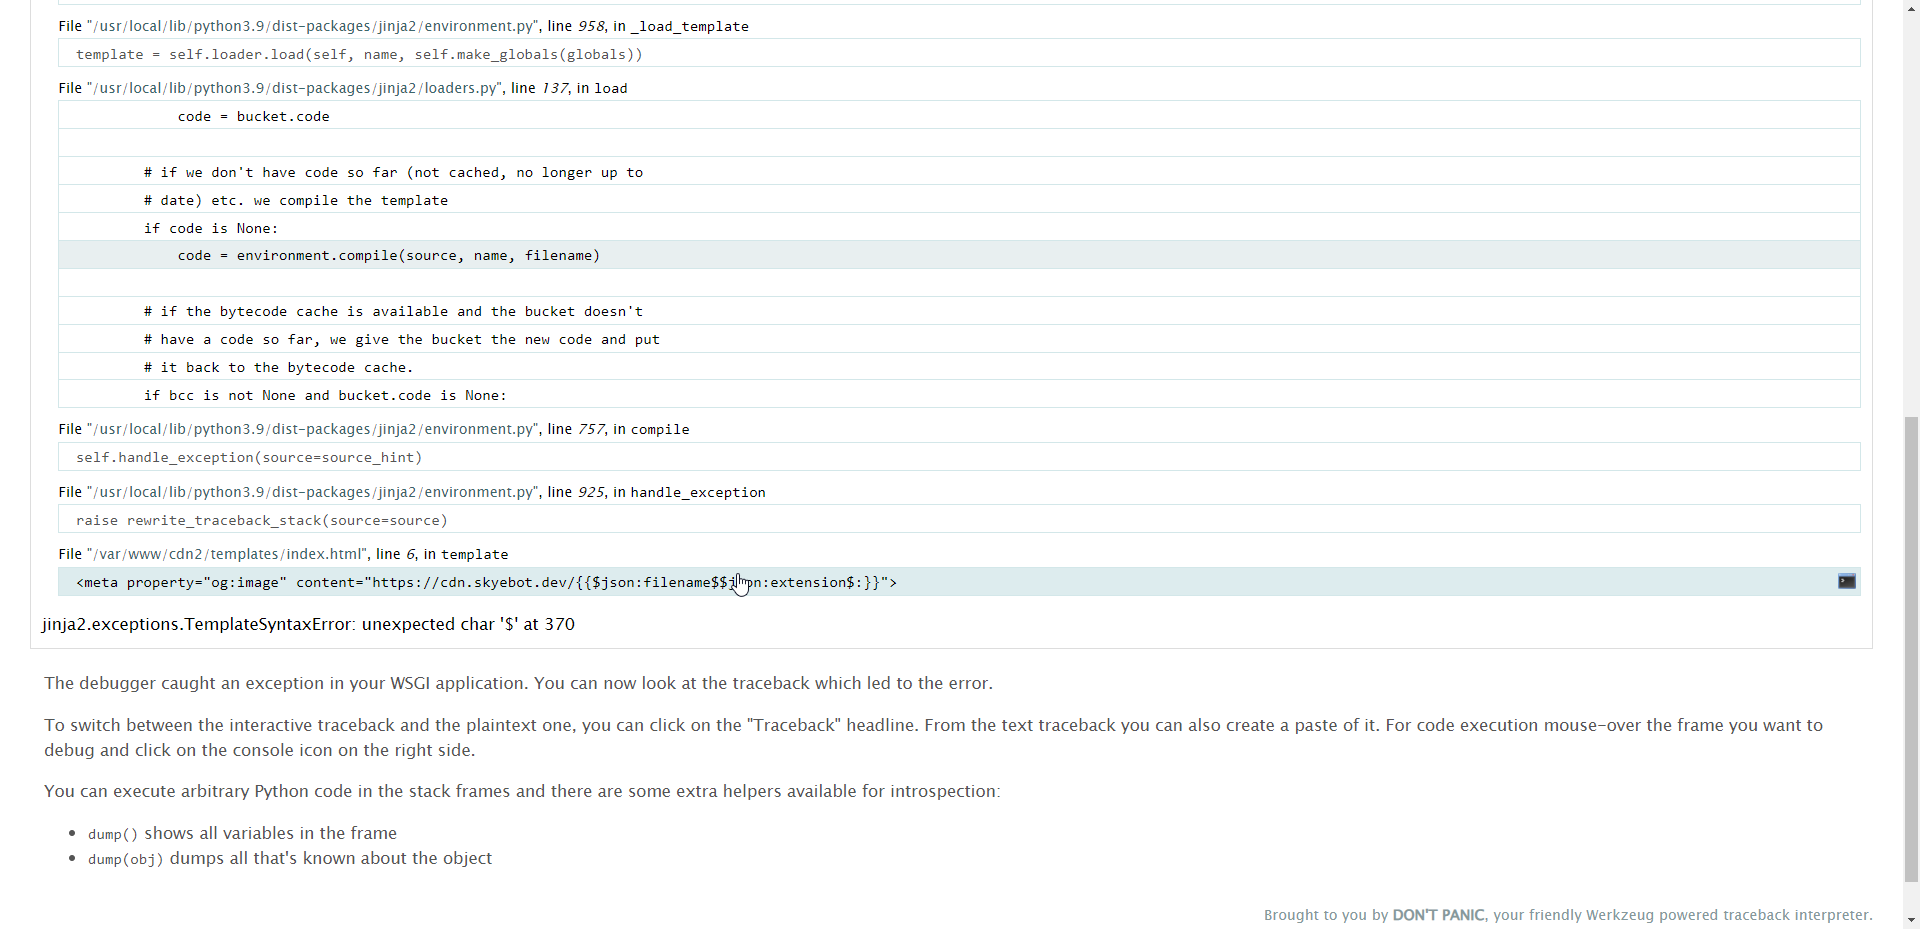 File "/usr/local/lib/python3.9/dist-packages/jinja2/environment.py", line 958, in _load_template
template = self.loader.load(self, name, self.make_globals(globals))
File "/usr/local/lib/python3.9/dist-packages/jinja2/loaders.py", line 137, in load
code = bucket.code
# if we don't have code so far (not cached, no longer up to
# date) etc. we compile the template
if code is None:
code = environment.compile(source, name, filename)
# if the bytecode cache is available and the bucket doesn't
# have a code so far, we give the bucket the new code and put
# it back to the bytecode cache.
if bcc is not None and bucket.code is None:
File "/usr/local/lib/python3.9/dist-packages/jinja2/environment.py", line 757, in compile
self.handle_exception(source=source_hint)
File "/usr/local/lib/python3.9/dist-packages/jinja2/environment.py", line 925, in handle_exception
raise rewrite_traceback_stack(source=source)
File "/var/www/cdn2/templates/index.html", line 6, in template
<meta property="og:image" content="https://cdn.skyebot.dev/{{$json:filename$$json:extension$:}}">
jinja2.exceptions.TemplateSyntaxError: unexpected char '$' at 370
The debugger caught an exception in your WSGI application. You can now look at the traceback which led to the error.
To switch between the interactive traceback and the plaintext one, you can click on the "Traceback" headline. From the text traceback you can also create a paste of it. For code execution mouse-over the frame you want to
debug and click on the console icon on the right side.
You can execute arbitrary Python code in the stack frames and there are some extra helpers available for introspection:
• dump() shows all variables in the frame
• dump(obj) dumps all that's known about the object
Brought to you by DON'T PANIC, your friendly Werkzeug powered traceback interpreter.